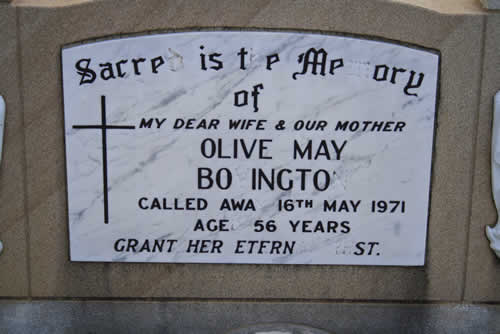 Sacred is the Memory
of
MY DEAR WIFE & OUR MOTHER
OLIVE MAY
CALLED AWAY 16TH MAY 1971
AGED 56 YEARS
GRANT HER ETERNAL REST.